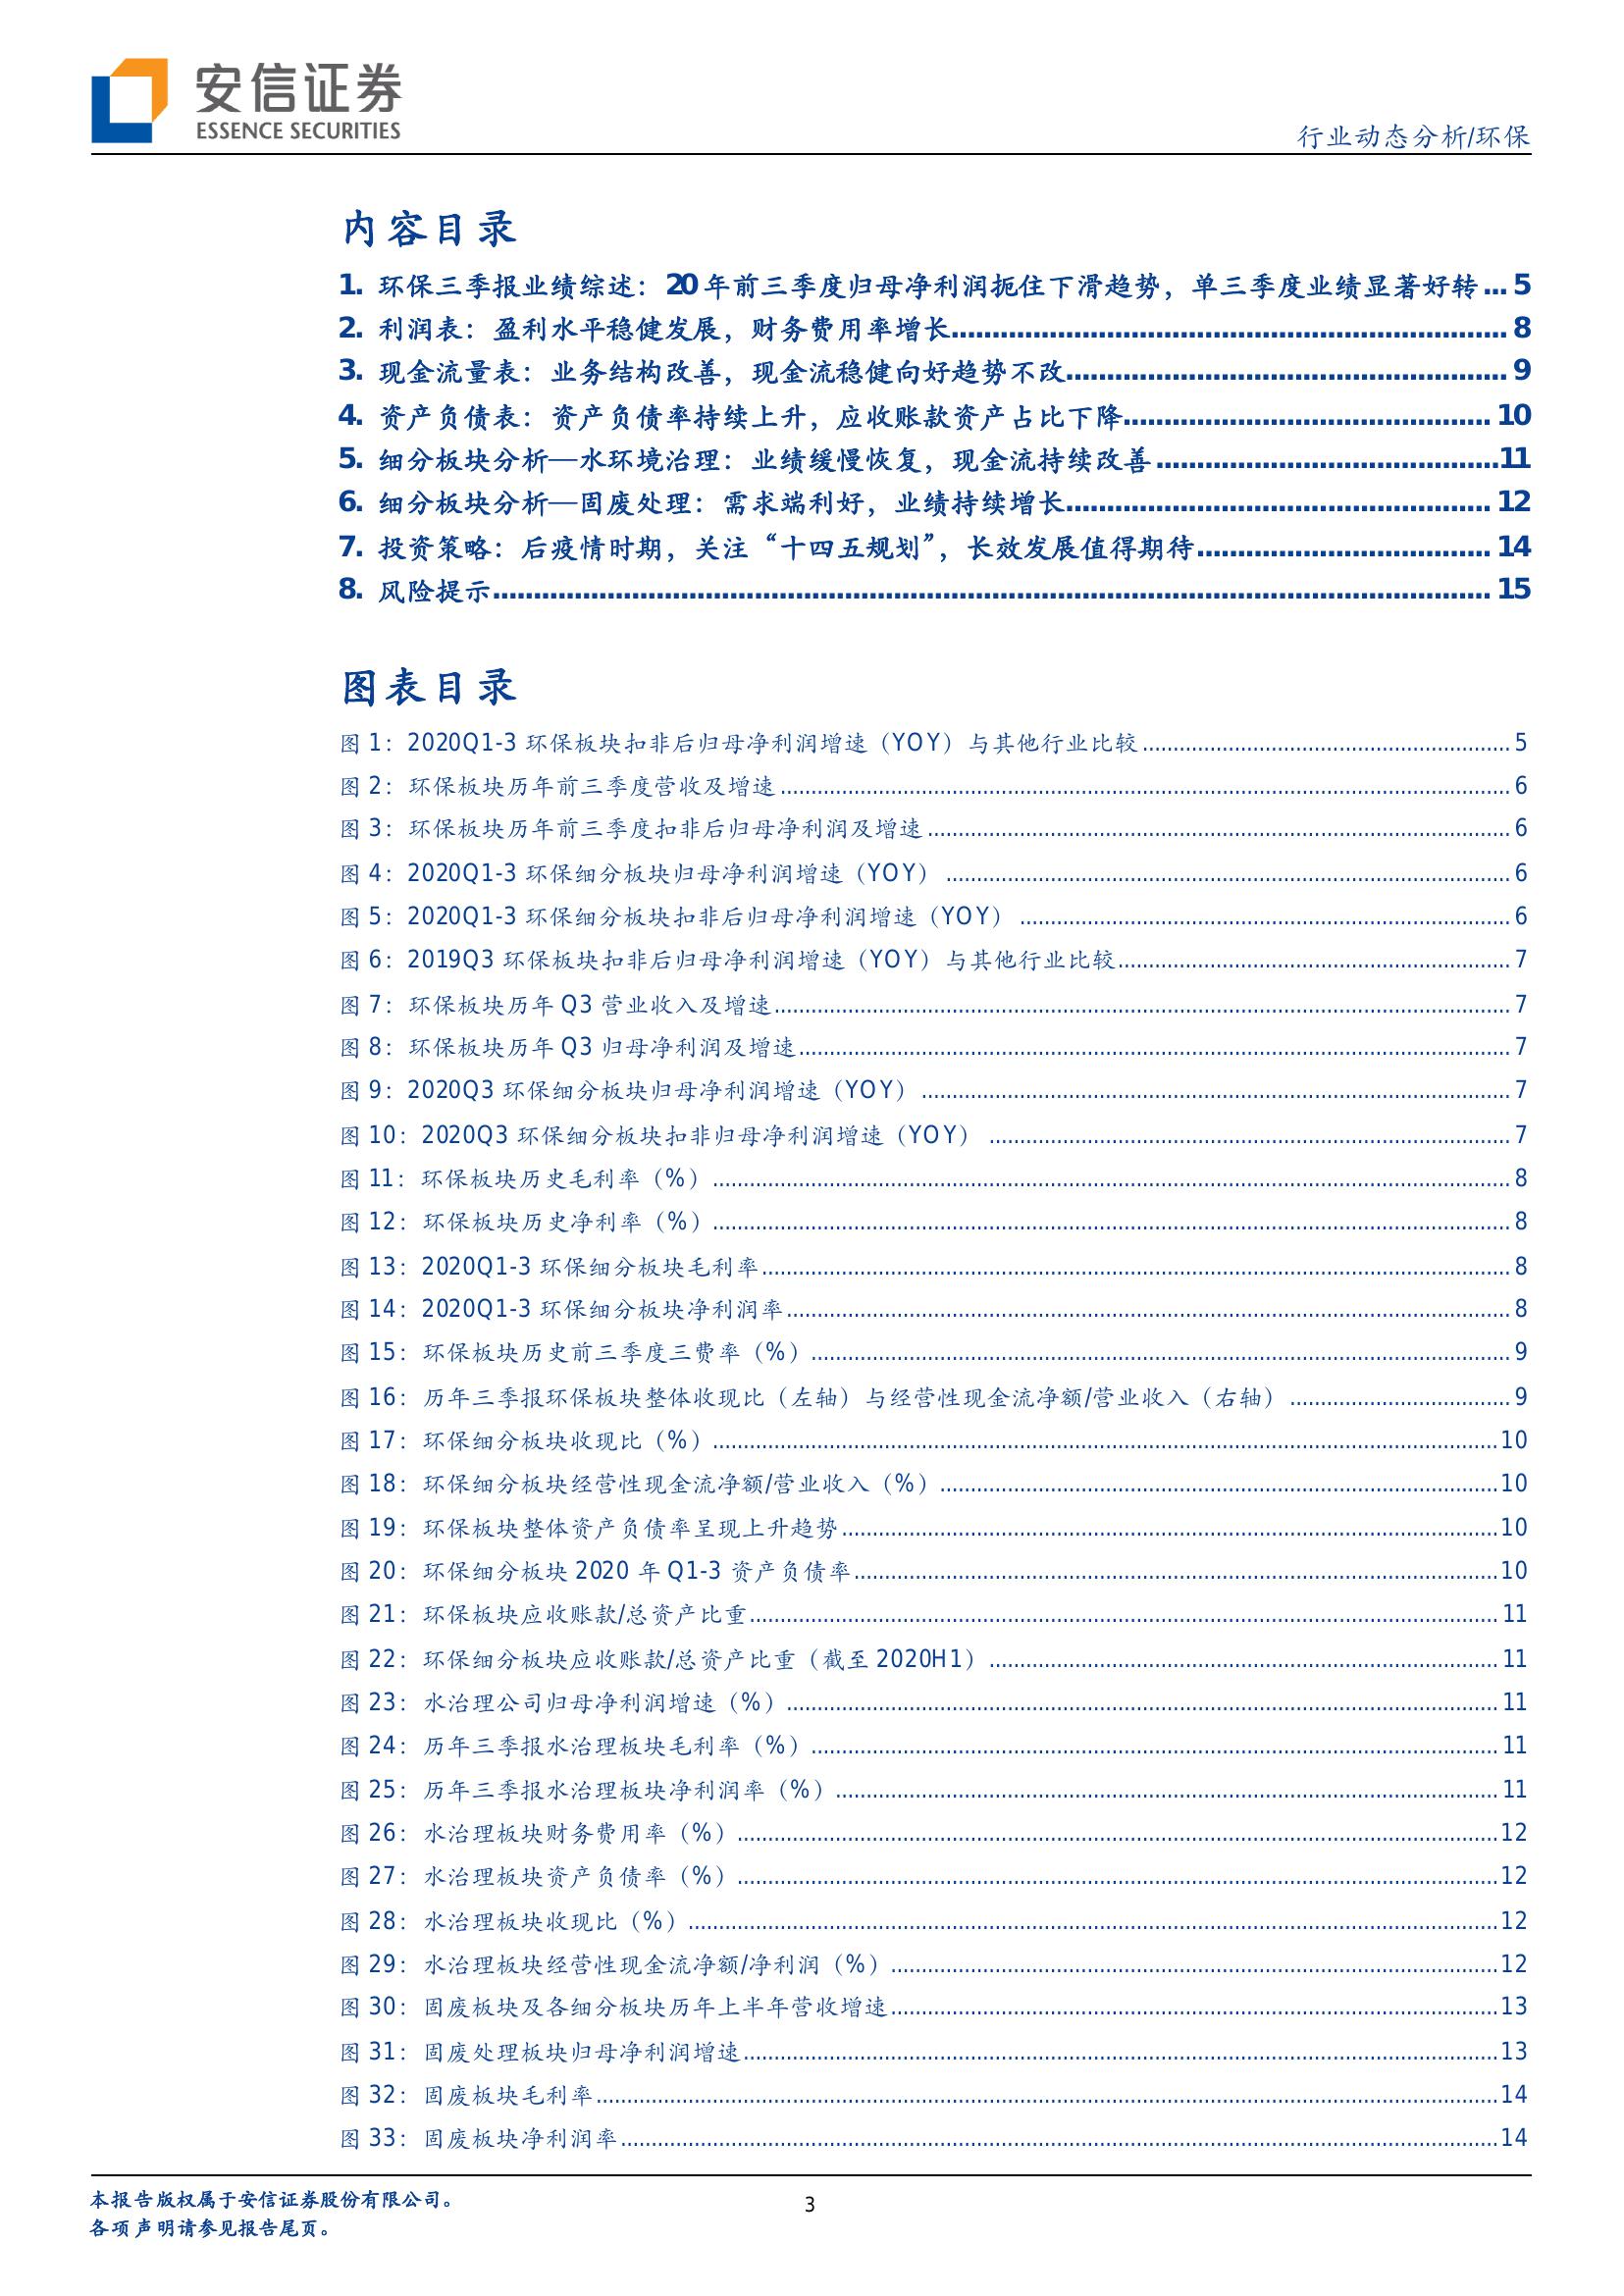 安信证券
ESSENCE SECURITIES
行业动态分析/环保
内容目录
1. 环保三季报业绩综述：20 年前三季度归母净利润扼住下滑趋势，单三季度业绩显著好转... 5
2. 利润表：盈利水平稳健发展，财务费用率增长........ 8
3. 现金流量表：业务结构改善，现金流稳健向好趋势不改........ 9
4. 资产负债表：资产负债率持续上升，应收账款资产占比下降........ 10
5. 细分板块分析—水环境治理：业绩缓慢恢复，现金流持续改善........11
6. 细分板块分析—固废处理：需求端利好，业绩持续增长........ 12
7. 投资策略：后疫情时期，关注“十四五规划”，长效发展值得期待........ 14
8. 风险提示........ 15
图表目录
图 1：2020Q1-3 环保板块扣非后归母净利润增速（YOY）与其他行业比较........ 5
图 2：环保板块历年前三季度营收及增速........ 6
图 3：环保板块历年前三季度扣非后归母净利润及增速........ 6
图 4：2020Q1-3 环保细分板块归母净利润增速（YOY）........ 6
图 5：2020Q1-3 环保细分板块扣非后归母净利润增速（YOY）........ 6
图 6：2019Q3 环保板块扣非后归母净利润增速（YOY）与其他行业比较........ 7
图 7：环保板块历年 Q3 营业收入及增速........ 7
图 8：环保板块历年 Q3 归母净利润及增速........ 7
图 9：2020Q3 环保细分板块归母净利润增速（YOY）........ 7
图 10：2020Q3 环保细分板块扣非归母净利润增速（YOY）........ 7
图 11：环保板块历史毛利率（%）........ 8
图 12：环保板块历史净利率（%）........ 8
图 13：2020Q1-3 环保细分板块毛利率........ 8
图 14：2020Q1-3 环保细分板块净利润率........ 8
图 15：环保板块历史前三季度三费率（%）........ 9
图 16：历年三季报环保板块整体收现比（左轴）与经营性现金流净额/营业收入（右轴）........ 9
图 17：环保细分板块收现比（%）........ 10
图 18：环保细分板块经营性现金流净额/营业收入（%）........ 10
图 19：环保板块整体资产负债率呈现上升趋势........ 10
图 20：环保细分板块 2020 年 Q1-3 资产负债率........ 10
图 21：环保板块应收账款/总资产比重........ 11
图 22：环保细分板块应收账款/总资产比重（截至 2020H1）........ 11
图 23：水治理公司归母净利润增速（%）........ 11
图 24：历年三季报水治理板块毛利率（%）........ 11
图 25：历年三季报水治理板块净利润率（%）........ 11
图 26：水治理板块财务费用率（%）........ 12
图 27：水治理板块资产负债率（%）........ 12
图 28：水治理板块收现比（%）........ 12
图 29：水治理板块经营性现金流净额/净利润（%）........ 12
图 30：固废板块及各细分板块历年上半年营收增速........ 13
图 31：固废处理板块归母净利润增速........ 13
图 32：固废板块毛利率........ 14
图 33：固废板块净利润率........ 14
本报告版权属于安信证券股份有限公司。
各项声明请参见报告尾页。
3